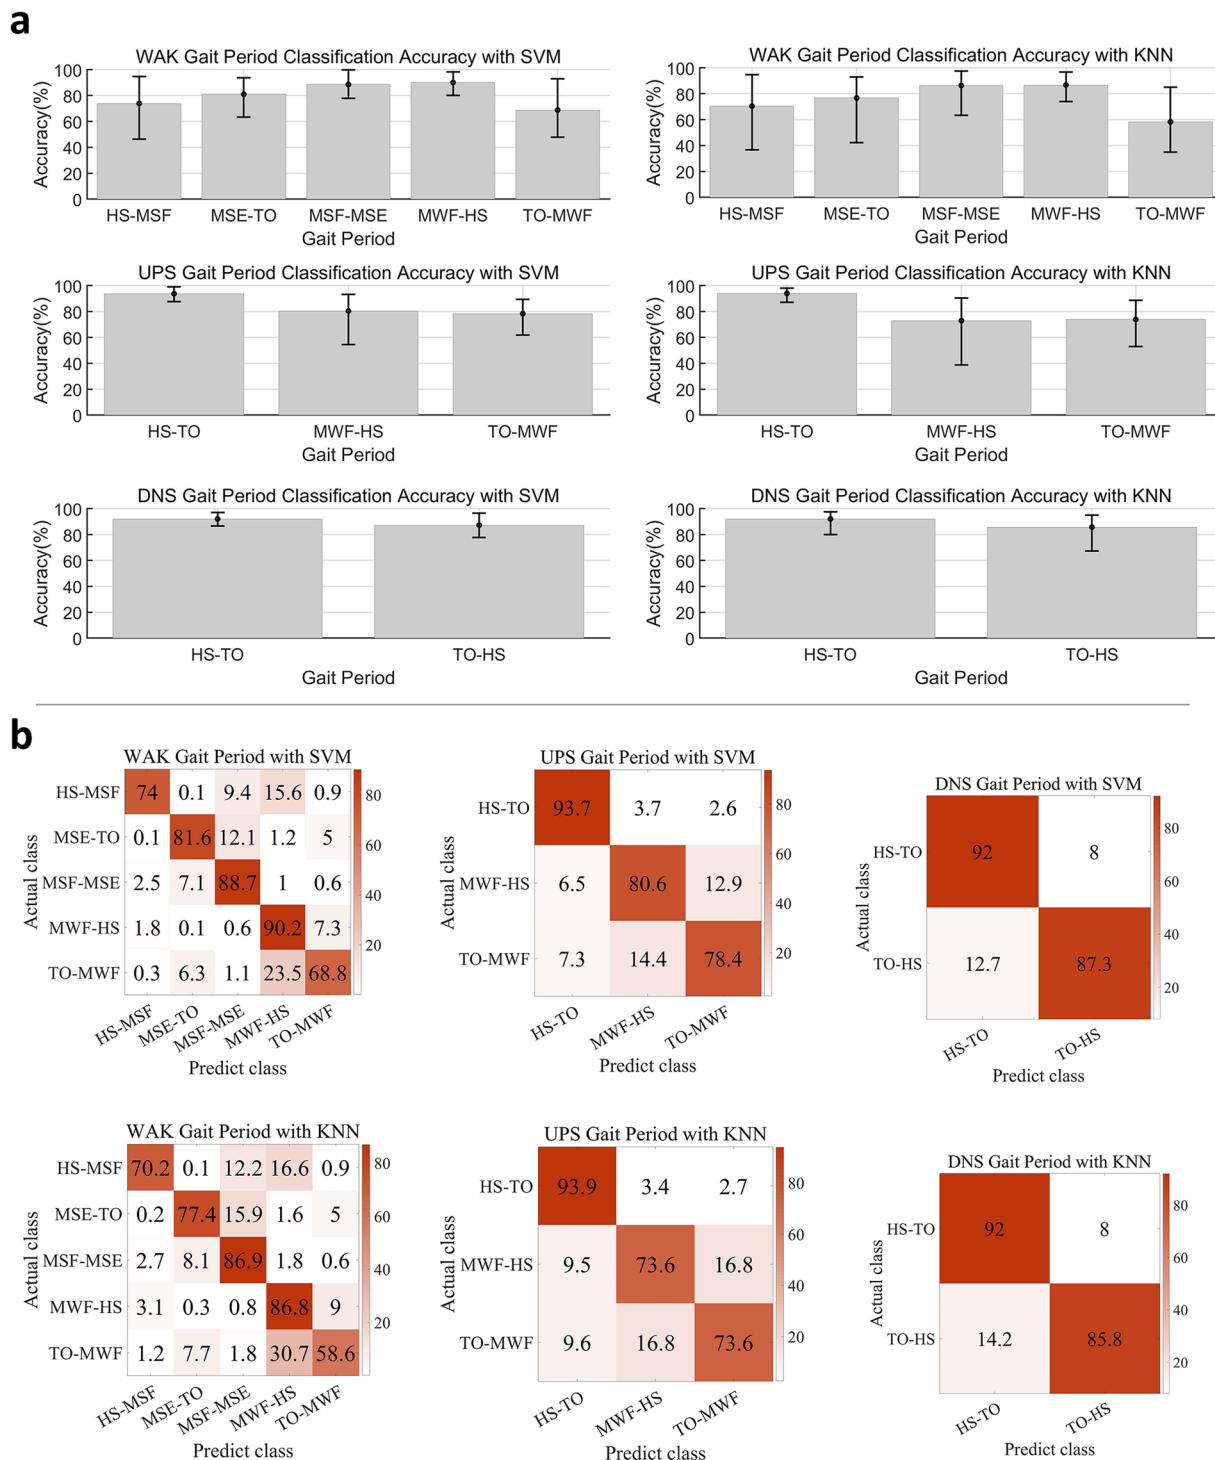 a
WAK Gait Period Classification Accuracy with SVM
Accuracy(%)
100
80
60
40
20
0
HS-MSF MSE-TO MSF-MSE MWF-HS TO-MWF
Gait Period
WAK Gait Period Classification Accuracy with KNN
Accuracy(%)
100
80
60
40
20
0
HS-MSF MSE-TO MSF-MSE MWF-HS TO-MWF
Gait Period
UPS Gait Period Classification Accuracy with SVM
Accuracy(%)
100
80
60
40
20
0
HS-TO MWF-HS TO-MWF
Gait Period
UPS Gait Period Classification Accuracy with KNN
Accuracy(%)
100
80
60
40
20
0
HS-TO MWF-HS TO-MWF
Gait Period
DNS Gait Period Classification Accuracy with SVM
Accuracy(%)
100
80
60
40
20
0
HS-TO TO-HS
Gait Period
DNS Gait Period Classification Accuracy with KNN
Accuracy(%)
100
80
60
40
20
0
HS-TO TO-HS
Gait Period
b
WAK Gait Period with SVM
Actual class
HS-MSF 74 0.1 9.4 15.6 0.9
MSE-TO 0.1 81.6 12.1 1.2 5
MSF-MSE 2.5 7.1 88.7 1 0.6
MWF-HS 1.8 0.1 0.6 90.2 7.3
TO-MWF 0.3 6.3 1.1 23.5 68.8
HS-MSF MSE-TO MSF-MSE MWF-HS TO-MWF
Predict class
80
60
40
20
UPS Gait Period with SVM
Actual class
HS-TO 93.7 3.7 2.6
MWF-HS 6.5 80.6 12.9
TO-MWF 7.3 14.4 78.4
HS-TO MWF-HS TO-MWF
Predict class
80
60
40
20
DNS Gait Period with SVM
Actual class
HS-TO 92 8
TO-HS 12.7 87.3
HS-TO TO-HS
Predict class
80
60
40
20
WAK Gait Period with KNN
Actual class
HS-MSF 70.2 0.1 12.2 16.6 0.9
MSE-TO 0.2 77.4 15.9 1.6 5
MSF-MSE 2.7 8.1 86.9 1.8 0.6
MWF-HS 3.1 0.3 0.8 86.8 9
TO-MWF 1.2 7.7 1.8 30.7 58.6
HS-MSF MSE-TO MSF-MSE MWF-HS TO-MWF
Predict class
80
60
40
20
UPS Gait Period with KNN
Actual class
HS-TO 93.9 3.4 2.7
MWF-HS 9.5 73.6 16.8
TO-MWF 9.6 16.8 73.6
HS-TO MWF-HS TO-MWF
Predict class
80
60
40
20
DNS Gait Period with KNN
Actual class
HS-TO 92 8
TO-HS 14.2 85.8
HS-TO TO-HS
Predict class
80
60
40
20